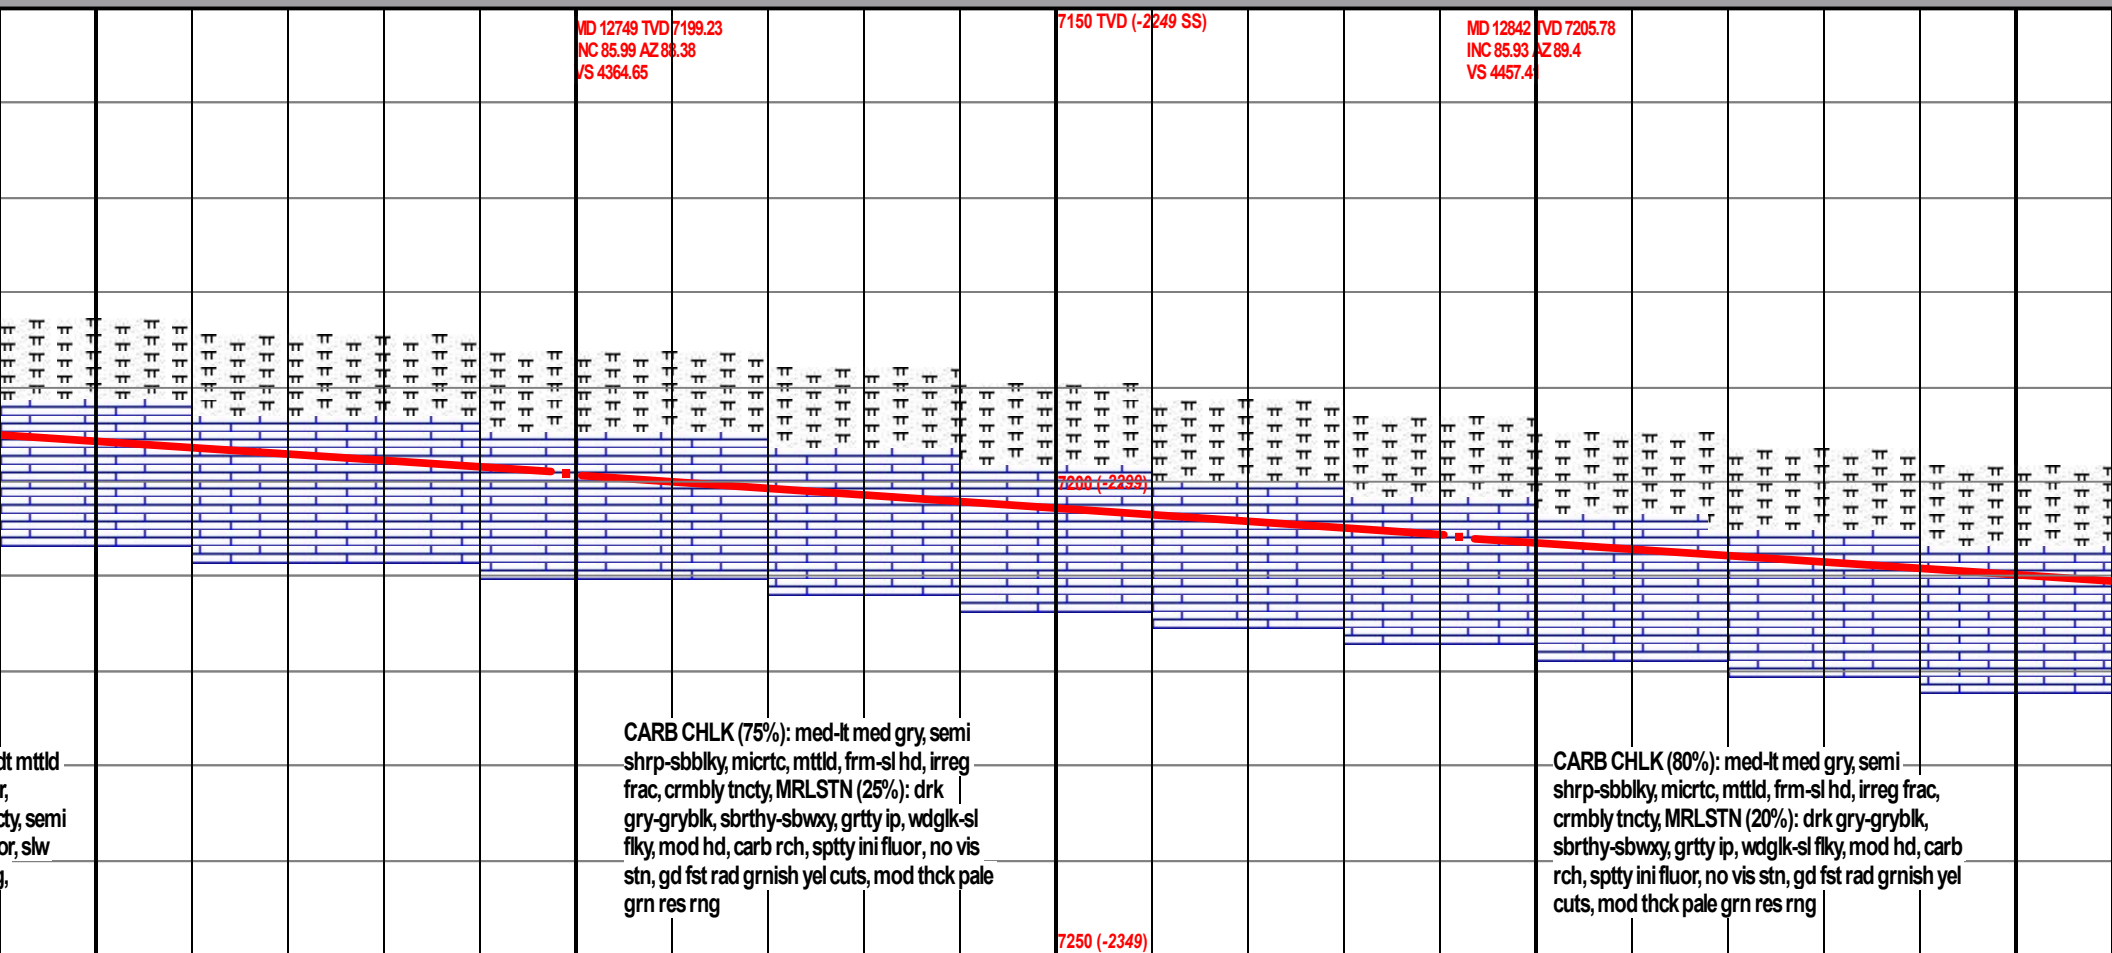 MD 12749 TVD 7199.23
INC 85.99 AZ 88.38
VS 4364.65
7150 TVD (-2249 SS)
MD 12842 TVD 7205.78
INC 85.93 AZ 89.4
VS 4457.41
7200 (-2299)
dt mttld
r,
cty, semi
or, slw
g,
CARB CHLK (75%): med-lt med gry, semi
shrp-sbblky, micrtc, mttld, frm-sl hd, irreg
frac, crmbly tncty, MRLSTN (25%): drk
gry-gryblk, sbrthy-sbwxy, grtty ip, wdglk-sl
flky, mod hd, carb rch, sptty ini fluor, no vis
stn, gd fst rad grnish yel cuts, mod thck pale
grn res rng
CARB CHLK (80%): med-lt med gry, semi
shrp-sbblky, micrtc, mttld, frm-sl hd, irreg frac,
crmbly tncty, MRLSTN (20%): drk gry-gryblk,
sbrthy-sbwxy, grtty ip, wdglk-sl flky, mod hd, carb
rch, sptty ini fluor, no vis stn, gd fst rad grnish yel
cuts, mod thck pale grn res rng
7250 (-2349)